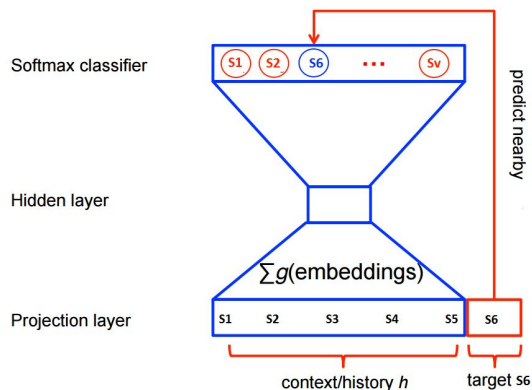 Softmax classifier
S1 S2 S6 ... Sv
predict nearby
Hidden layer
∑g(embeddings)
Projection layer
S1 S2 S3 S4 S5 S6
context/history h
target S6